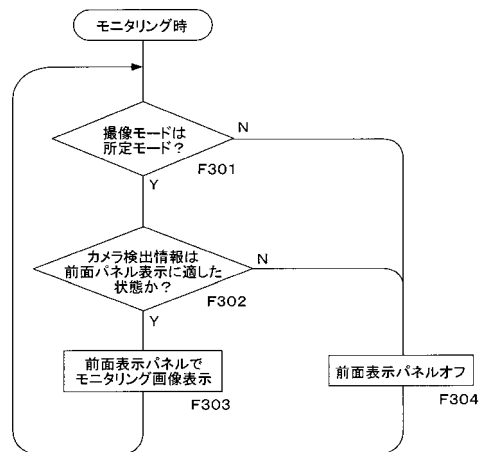 モニタリング時
撮像モードは
所定モード？
N
F301
Y
カメラ検出情報は
前面パネル表示に適した
状態か？
N
F302
Y
前面表示パネルで
モニタリング画像表示
F303
前面表示パネルオフ
F304